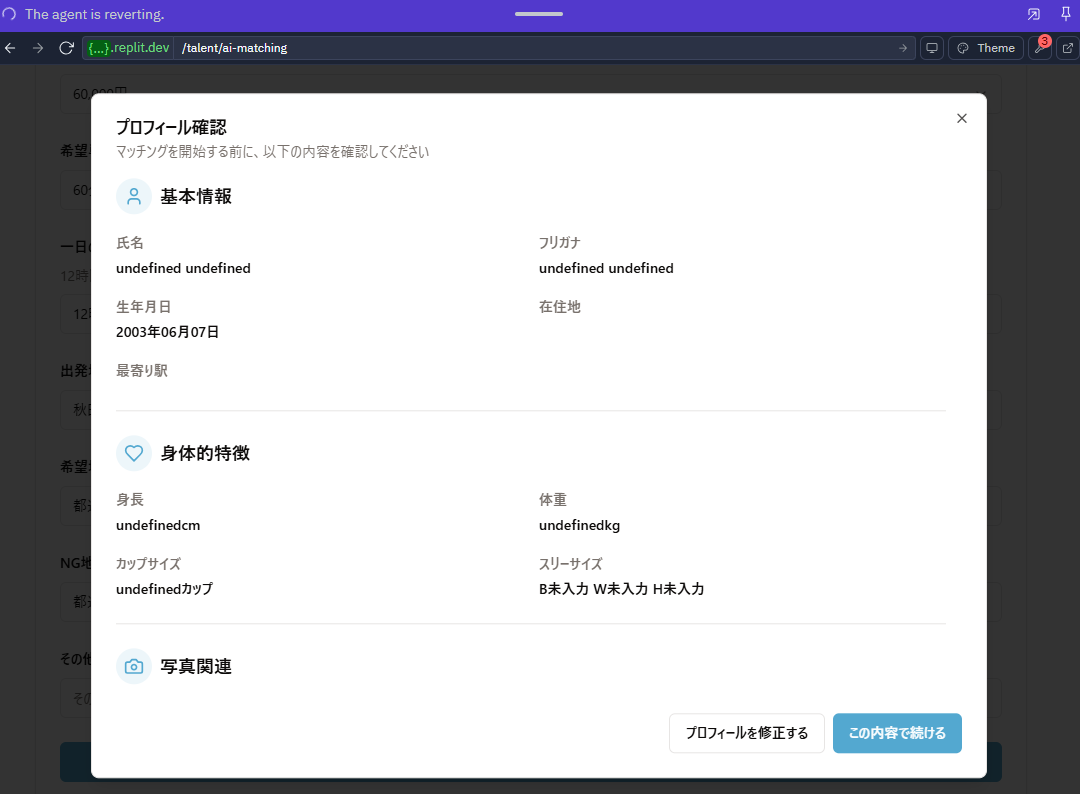 The agent is reverting.
{...}.replit.dev /talent/ai-matching
Theme
3
60,000円
プロフィール確認
マッチングを開始する前に、以下の内容を確認してください
基本情報
氏名
undefined undefined
フリガナ
undefined undefined
生年月日
2003年06月07日
在住地
最寄り駅
身体的特徴
身長
undefinedcm
体重
undefinedkg
カップサイズ
undefinedカップ
スリーサイズ
B未入力 W未入力 H未入力
写真関連
プロフィールを修正する
この内容で続ける
希望
60
一日
12時
12
出発
秋
希望
都
NG地
都
その他
その